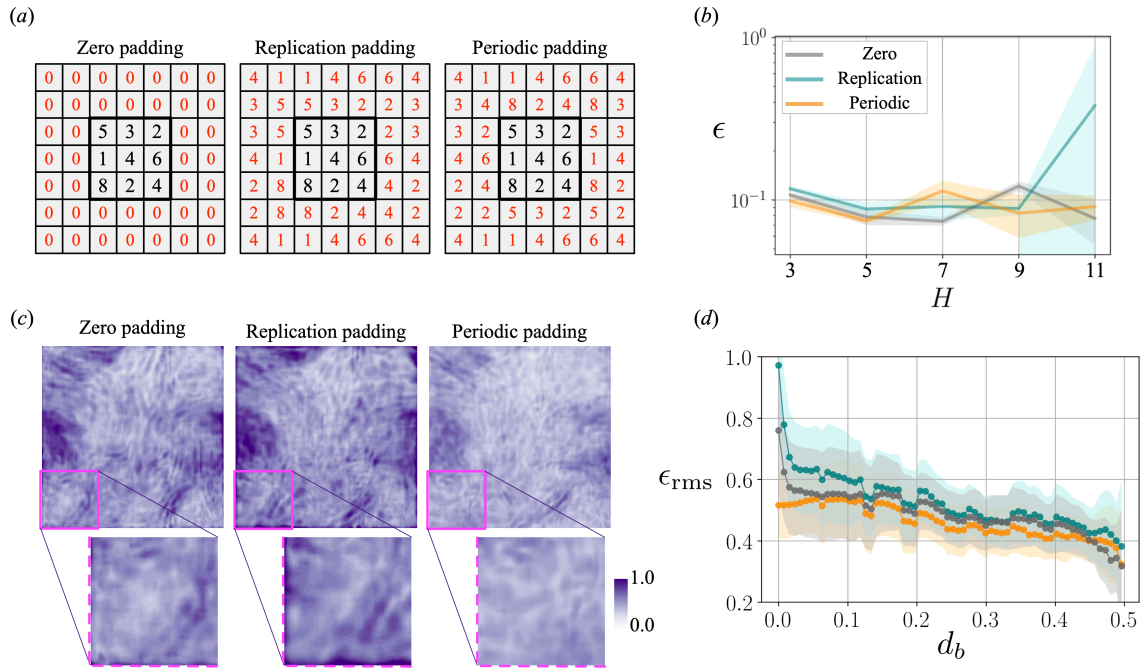 (a)
Zero padding
0 0 0 0 0 0 0
0 0 0 0 0 0 0
0 0 5 3 2 0 0
0 0 1 4 6 0 0
0 0 8 2 4 0 0
0 0 0 0 0 0 0
0 0 0 0 0 0 0
Replication padding
4 1 1 4 6 6 4
3 5 5 3 2 2 3
3 5 5 3 2 2 3
4 1 1 4 6 6 4
2 8 8 2 4 4 2
2 8 8 2 4 4 2
4 1 1 4 6 6 4
Periodic padding
4 1 1 4 6 6 4
3 4 8 2 4 8 3
3 2 5 3 2 5 3
4 6 1 4 6 1 4
2 4 8 2 4 8 2
2 2 5 3 2 5 2
4 1 1 4 6 6 4
(b)
10⁰
10⁻¹
ϵ
Zero
Replication
Periodic
3 5 7 9 11
H
(c)
Zero padding
Replication padding
Periodic padding
1.0
0.0
(d)
1.0
0.8
0.6
0.4
0.2
ϵrms
0.0 0.1 0.2 0.3 0.4 0.5
d_b